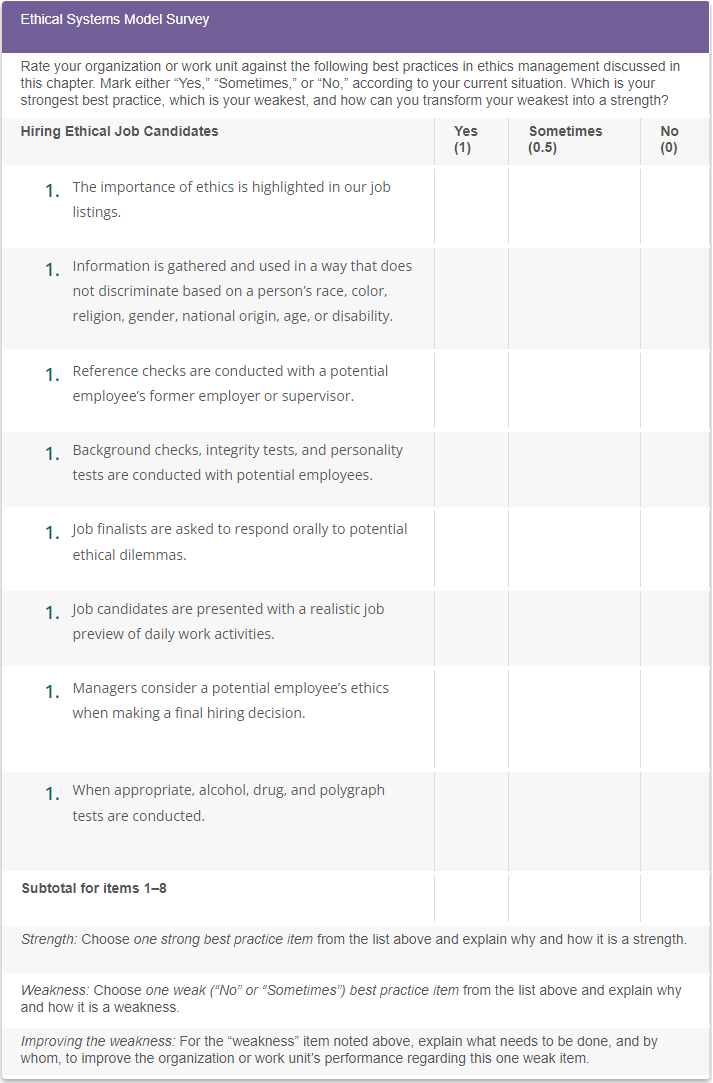 Ethical Systems Model Survey
Rate your organization or work unit against the following best practices in ethics management discussed in
this chapter. Mark either “Yes,” “Sometimes,” or “No,” according to your current situation. Which is your
strongest best practice, which is your weakest, and how can you transform your weakest into a strength?
Hiring Ethical Job Candidates Yes Sometimes No
(1) (0.5) (0)
1. The importance of ethics is highlighted in our job
listings.
1. Information is gathered and used in a way that does
not discriminate based on a person’s race, color,
religion, gender, national origin, age, or disability.
1. Reference checks are conducted with a potential
employee’s former employer or supervisor.
1. Background checks, integrity tests, and personality
tests are conducted with potential employees.
1. Job finalists are asked to respond orally to potential
ethical dilemmas.
1. Job candidates are presented with a realistic job
preview of daily work activities.
1. Managers consider a potential employee’s ethics
when making a final hiring decision.
1. When appropriate, alcohol, drug, and polygraph
tests are conducted.
Subtotal for items 1–8
Strength: Choose one strong best practice item from the list above and explain why and how it is a strength.
Weakness: Choose one weak (“No” or “Sometimes”) best practice item from the list above and explain why
and how it is a weakness.
Improving the weakness: For the “weakness” item noted above, explain what needs to be done, and by
whom, to improve the organization or work unit’s performance regarding this one weak item.